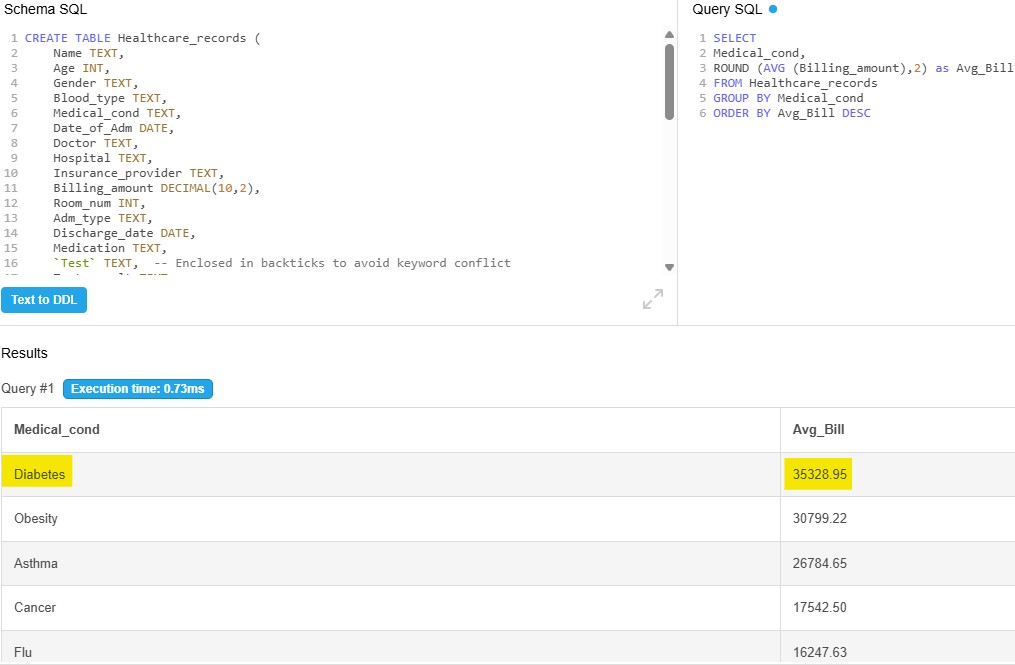 Schema SQL
1 CREATE TABLE Healthcare_records (
2 Name TEXT,
3 Age INT,
4 Gender TEXT,
5 Blood_type TEXT,
6 Medical_cond TEXT,
7 Date_of_Adm DATE,
8 Doctor TEXT,
9 Hospital TEXT,
10 Insurance_provider TEXT,
11 Billing_amount DECIMAL(10,2),
12 Room_num INT,
13 Adm_type TEXT,
14 Discharge_date DATE,
15 Medication TEXT,
16 `Test` TEXT, -- Enclosed in backticks to avoid keyword conflict
Text to DDL
Query SQL
1 SELECT
2 Medical_cond,
3 ROUND (AVG (Billing_amount),2) as Avg_Bill
4 FROM Healthcare_records
5 GROUP BY Medical_cond
6 ORDER BY Avg_Bill DESC
Results
Query #1 Execution time: 0.73ms
Medical_cond Avg_Bill
Diabetes 35328.95
Obesity 30799.22
Asthma 26784.65
Cancer 17542.50
Flu 16247.63